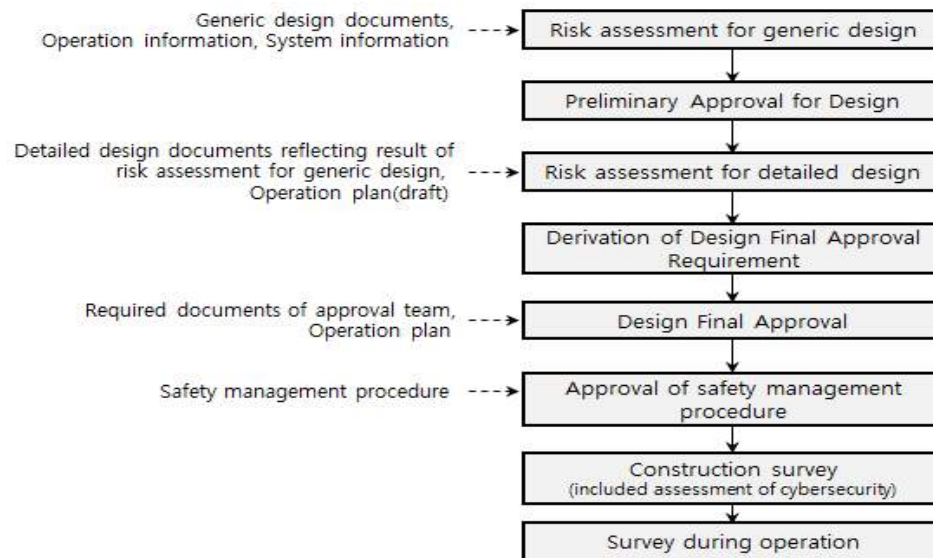 Generic design documents,
Operation information, System information
Risk assessment for generic design
Preliminary Approval for Design
Detailed design documents reflecting result of
risk assessment for generic design,
Operation plan(draft)
Risk assessment for detailed design
Derivation of Design Final Approval
Requirement
Required documents of approval team,
Operation plan
Design Final Approval
Safety management procedure
Approval of safety management
procedure
Construction survey
(included assessment of cybersecurity)
Survey during operation